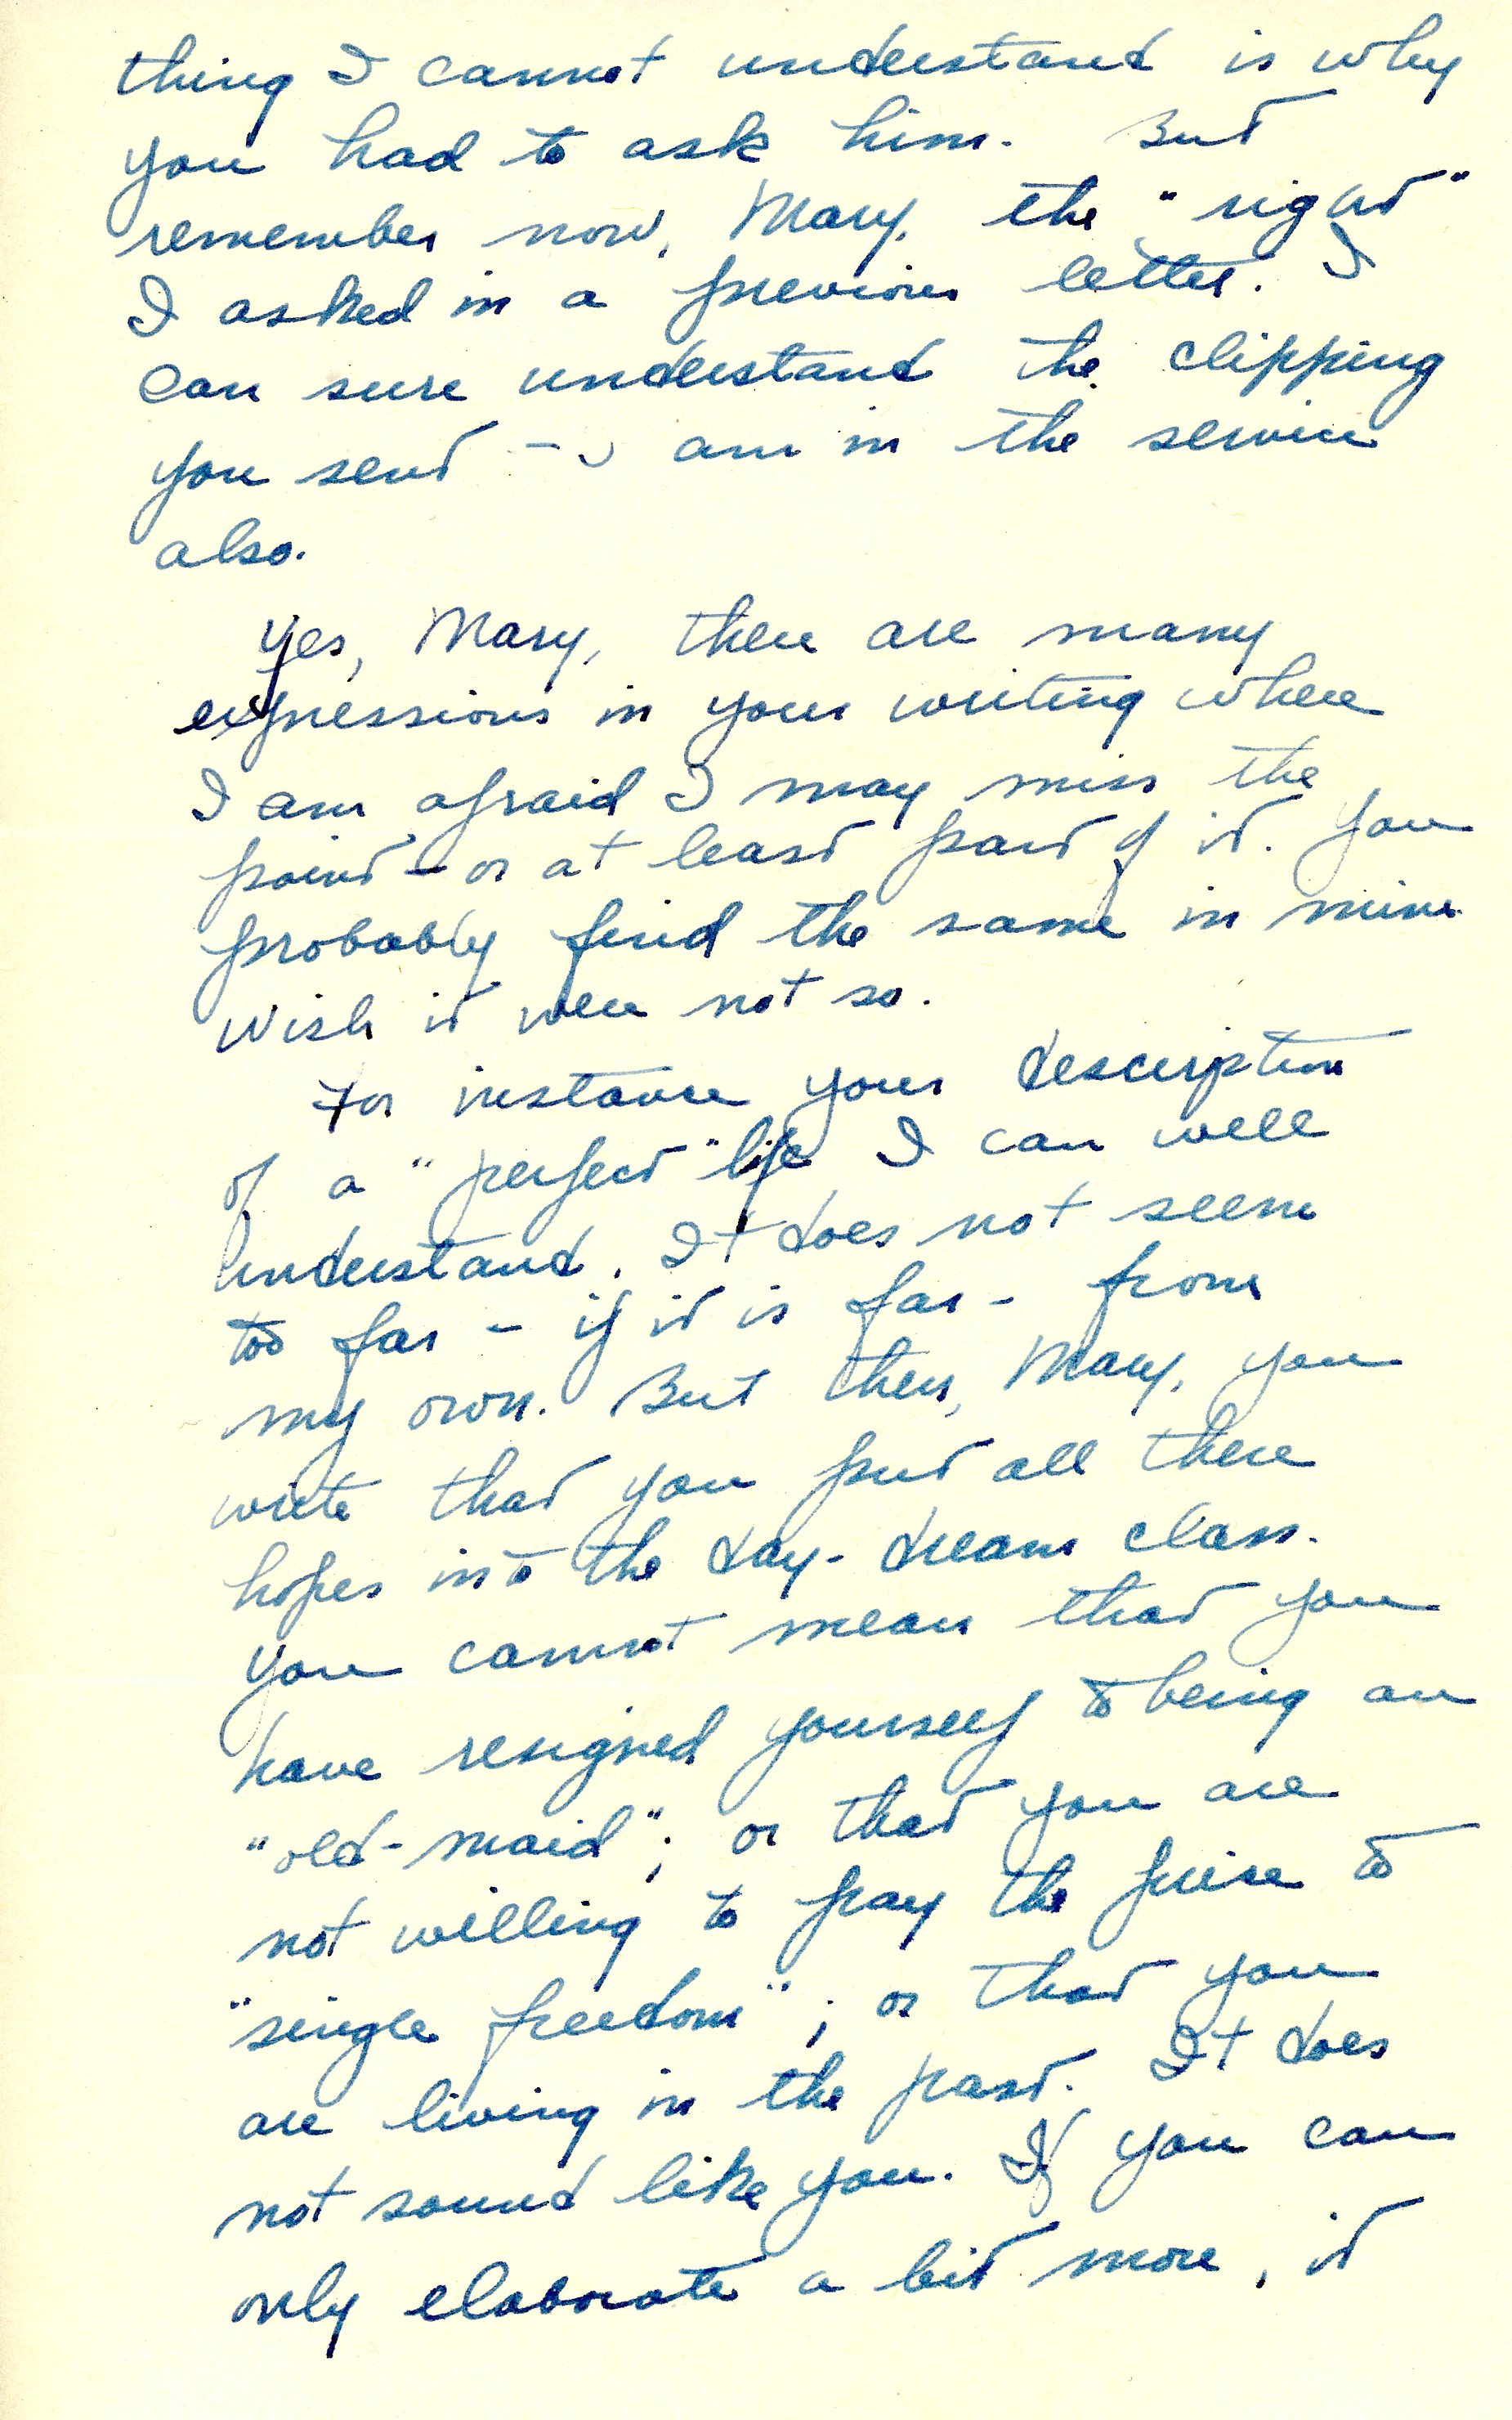 thing I cannot understand is why
you had to ask him. But
remember now, Mary, the "right"
I asked in a previous letter. I
can sure understand the clipping
you send - I am in the service
also.
Yes, Mary, there are many
expressions in your writing where
I am afraid I may miss the
point - or at least part of it. You
probably find the same in mine.
Wish it were not so.
For instance your description
of a "perfect" life I can well
understand. It does not seem
too far - if it is far - from
my own. But then, Mary, you
write that you put all these
hopes into the day-dream class.
You cannot mean that you
have resigned yourself to being an
"old-maid"; or that you are
not willing to pay the price to
"single freedom"; or that you
are living in the past. It does
not sound like you. If you can
only elaborate a bit more, it